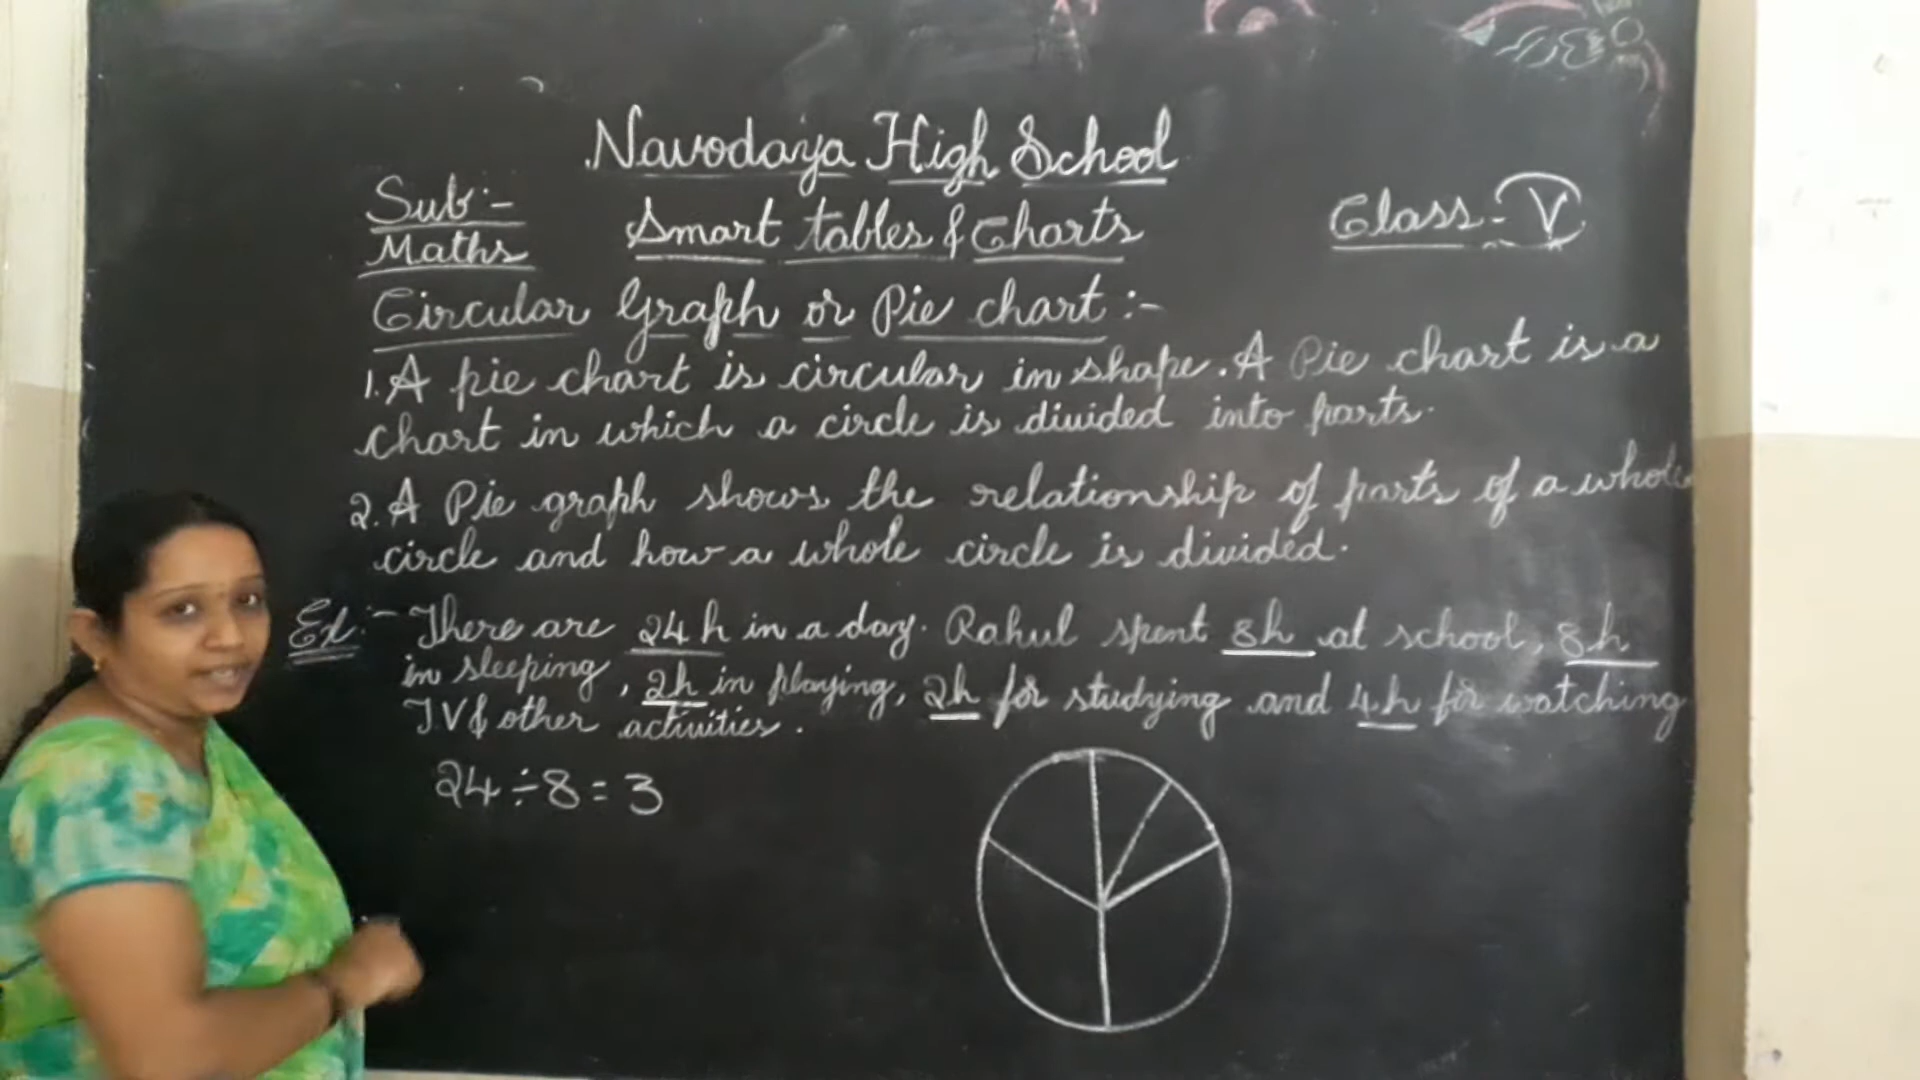 Navodaya High School
Sub:-
Maths
Smart tables & Charts
Class - V
Circular Graph or Pie chart :-
1. A pie chart is circular in shape. A Pie chart is a
chart in which a circle is divided into parts.
2. A Pie graph shows the relationship of parts of a whole
circle and how a whole circle is divided.
Ex:- There are 24h in a day. Rahul spent 8h at school, 8h
in sleeping, 2h in playing, 2h for studying and 4h for watching
T.V & other activities.
24 ÷ 8 = 3